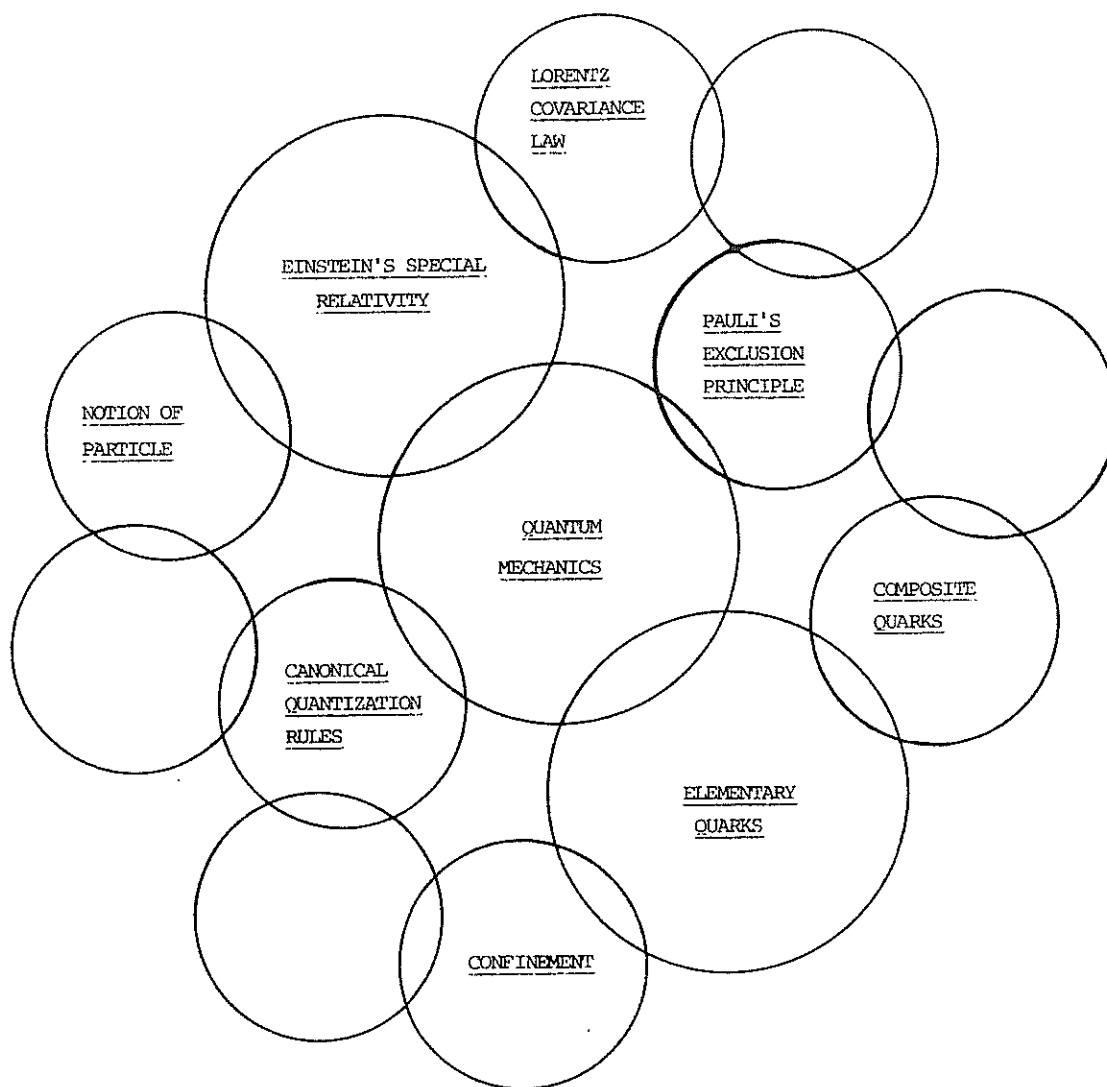 LORENTZ
COVARIANCE
LAW
EINSTEIN'S SPECIAL
RELATIVITY
PAULI'S
EXCLUSION
PRINCIPLE
NOTION OF
PARTICLE
QUANTUM
MECHANICS
COMPOSITE
QUARKS
CANONICAL
QUANTIZATION
RULES
ELEMENTARY
QUARKS
CONFINEMENT